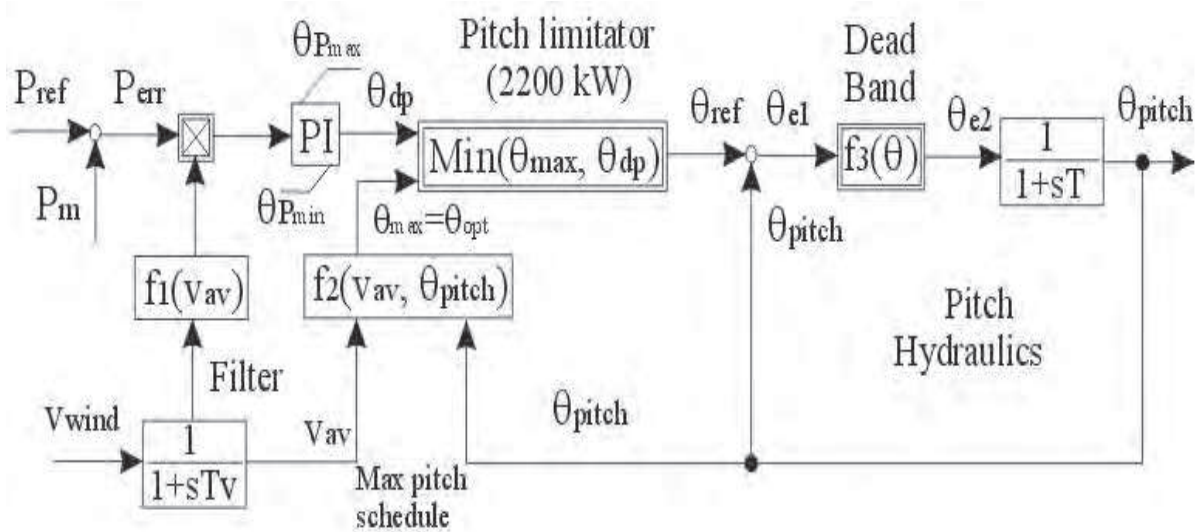 θPmax
Pitch limitator
(2200 kW)
Dead
Band
Pref
Perr
PI
θdp
Min(θmax, θdp)
θref
θe1
f3(θ)
θe2
1
1+sT
θpitch
Pm
θPmin
θmax=θopt
θpitch
f1(Vav)
f2(Vav, θpitch)
Pitch
Hydraulics
Filter
Vwind
1
1+sTv
Vav
θpitch
Max pitch
schedule